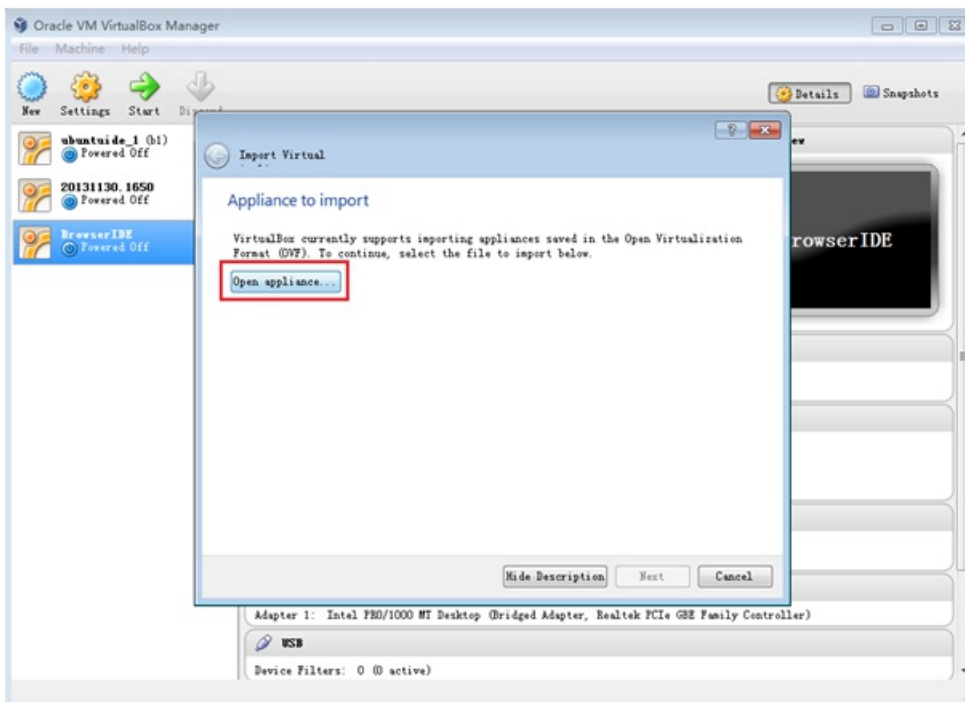 Oracle VM VirtualBox Manager
File Machine Help
New Settings Start
Details Snapshots
ubuntuide_1 (b1)
Powered Off
20131130.1650
Powered Off
BrowserIDE
Powered Off
ew
rowserIDE
Import Virtual
Appliance to import
VirtualBox currently supports importing appliances saved in the Open Virtualization
Format (OVF). To continue, select the file to import below.
Open appliance...
Hide Description Next Cancel
Adapter 1: Intel PRO/1000 MT Desktop (Bridged Adapter, Realtek PCIe GBE Family Controller)
USB
Device Filters: 0 (0 active)